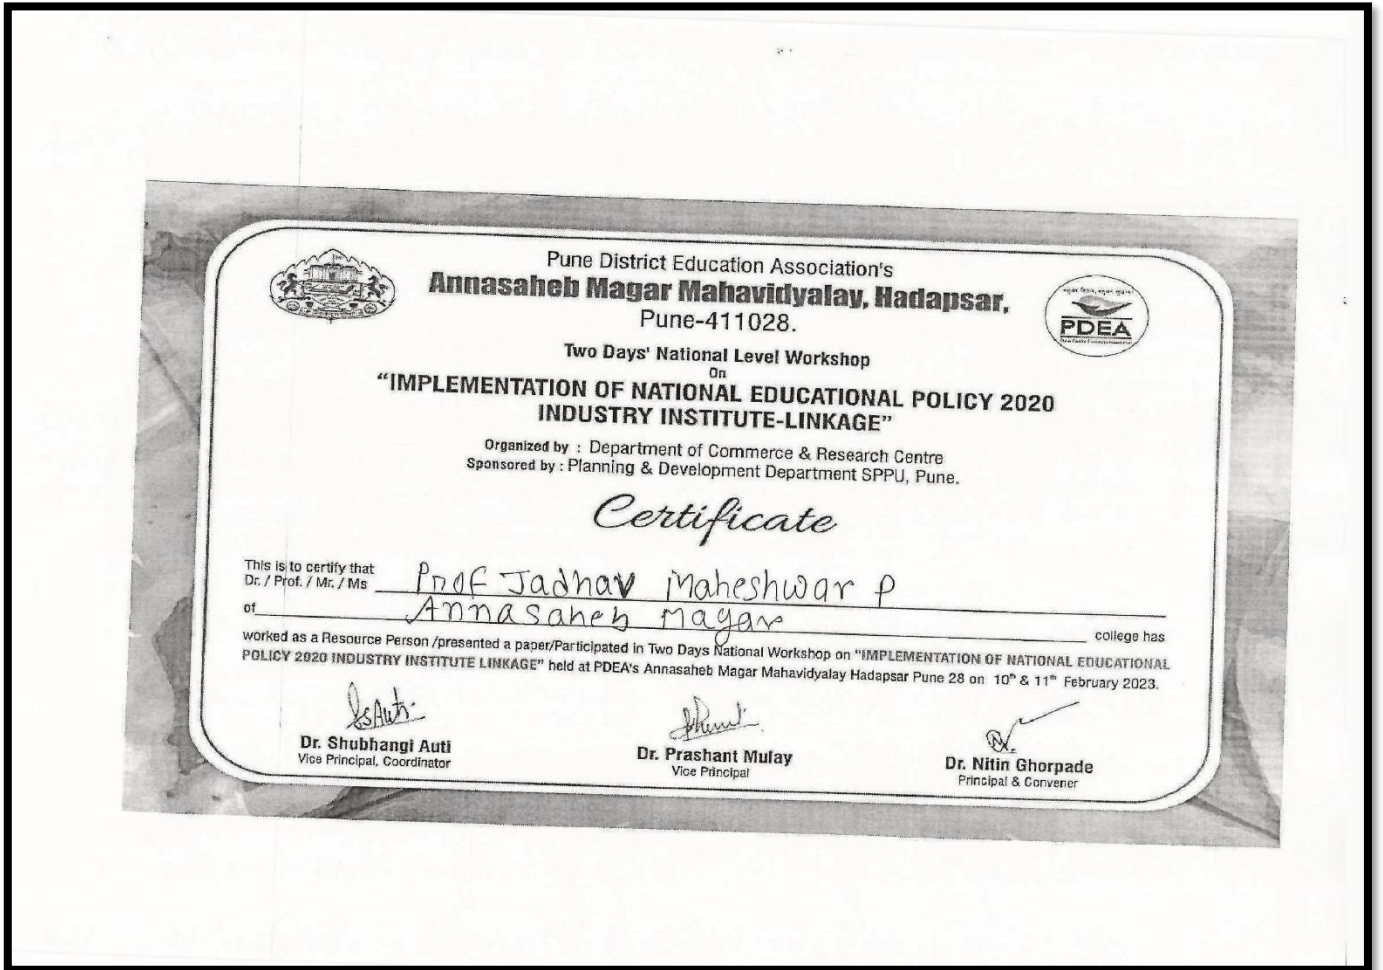 Pune District Education Association's
Annasaheb Magar Mahavidyalay, Hadapsar,
Pune-411028.
PDEA
Two Days' National Level Workshop
On
“IMPLEMENTATION OF NATIONAL EDUCATIONAL POLICY 2020
INDUSTRY INSTITUTE-LINKAGE”
Organized by : Department of Commerce & Research Centre
Sponsored by : Planning & Development Department SPPU, Pune.
Certificate
This is to certify that
Dr. / Prof. / Mr. / Ms Prof Jadhav Maheshwar P
of Annasaheb Magar college has
worked as a Resource Person /presented a paper/Participated in Two Days National Workshop on “IMPLEMENTATION OF NATIONAL EDUCATIONAL
POLICY 2020 INDUSTRY INSTITUTE LINKAGE” held at PDEA's Annasaheb Magar Mahavidyalay Hadapsar Pune 28 on 10th & 11th February 2023.
Dr. Shubhangi Auti
Vice Principal, Coordinator
Dr. Prashant Mulay
Vice Principal
Dr. Nitin Ghorpade
Principal & Convener